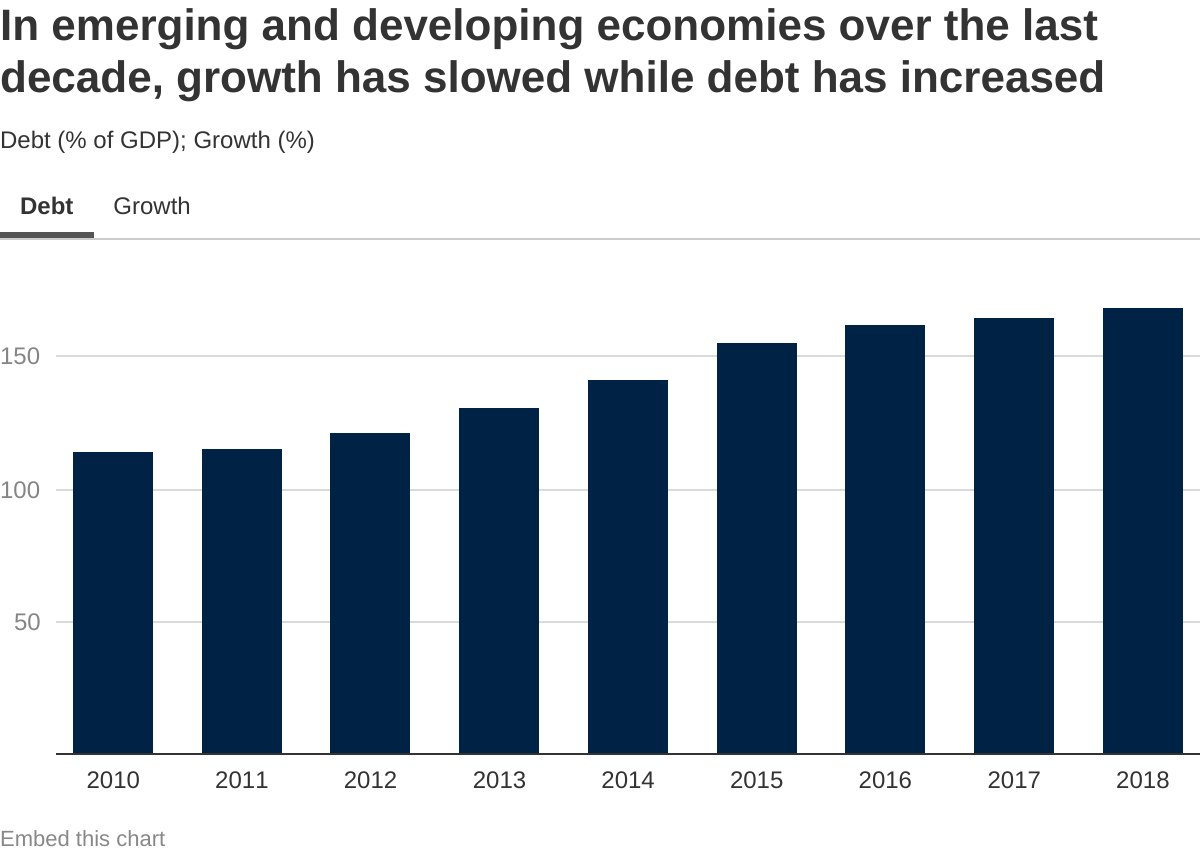 In emerging and developing economies over the last
decade, growth has slowed while debt has increased
Debt (% of GDP); Growth (%)
Debt Growth
150
100
50
2010 2011 2012 2013 2014 2015 2016 2017 2018
Embed this chart